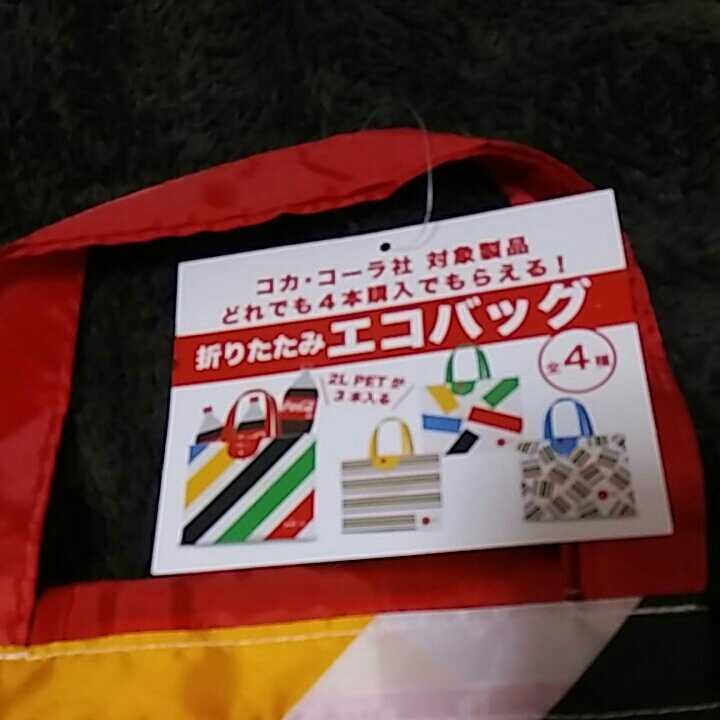 コカ・コーラ社 対象製品
どれでも4本購入でもらえる!
折りたたみエコバッグ
全4種
2L PETが
3本入る